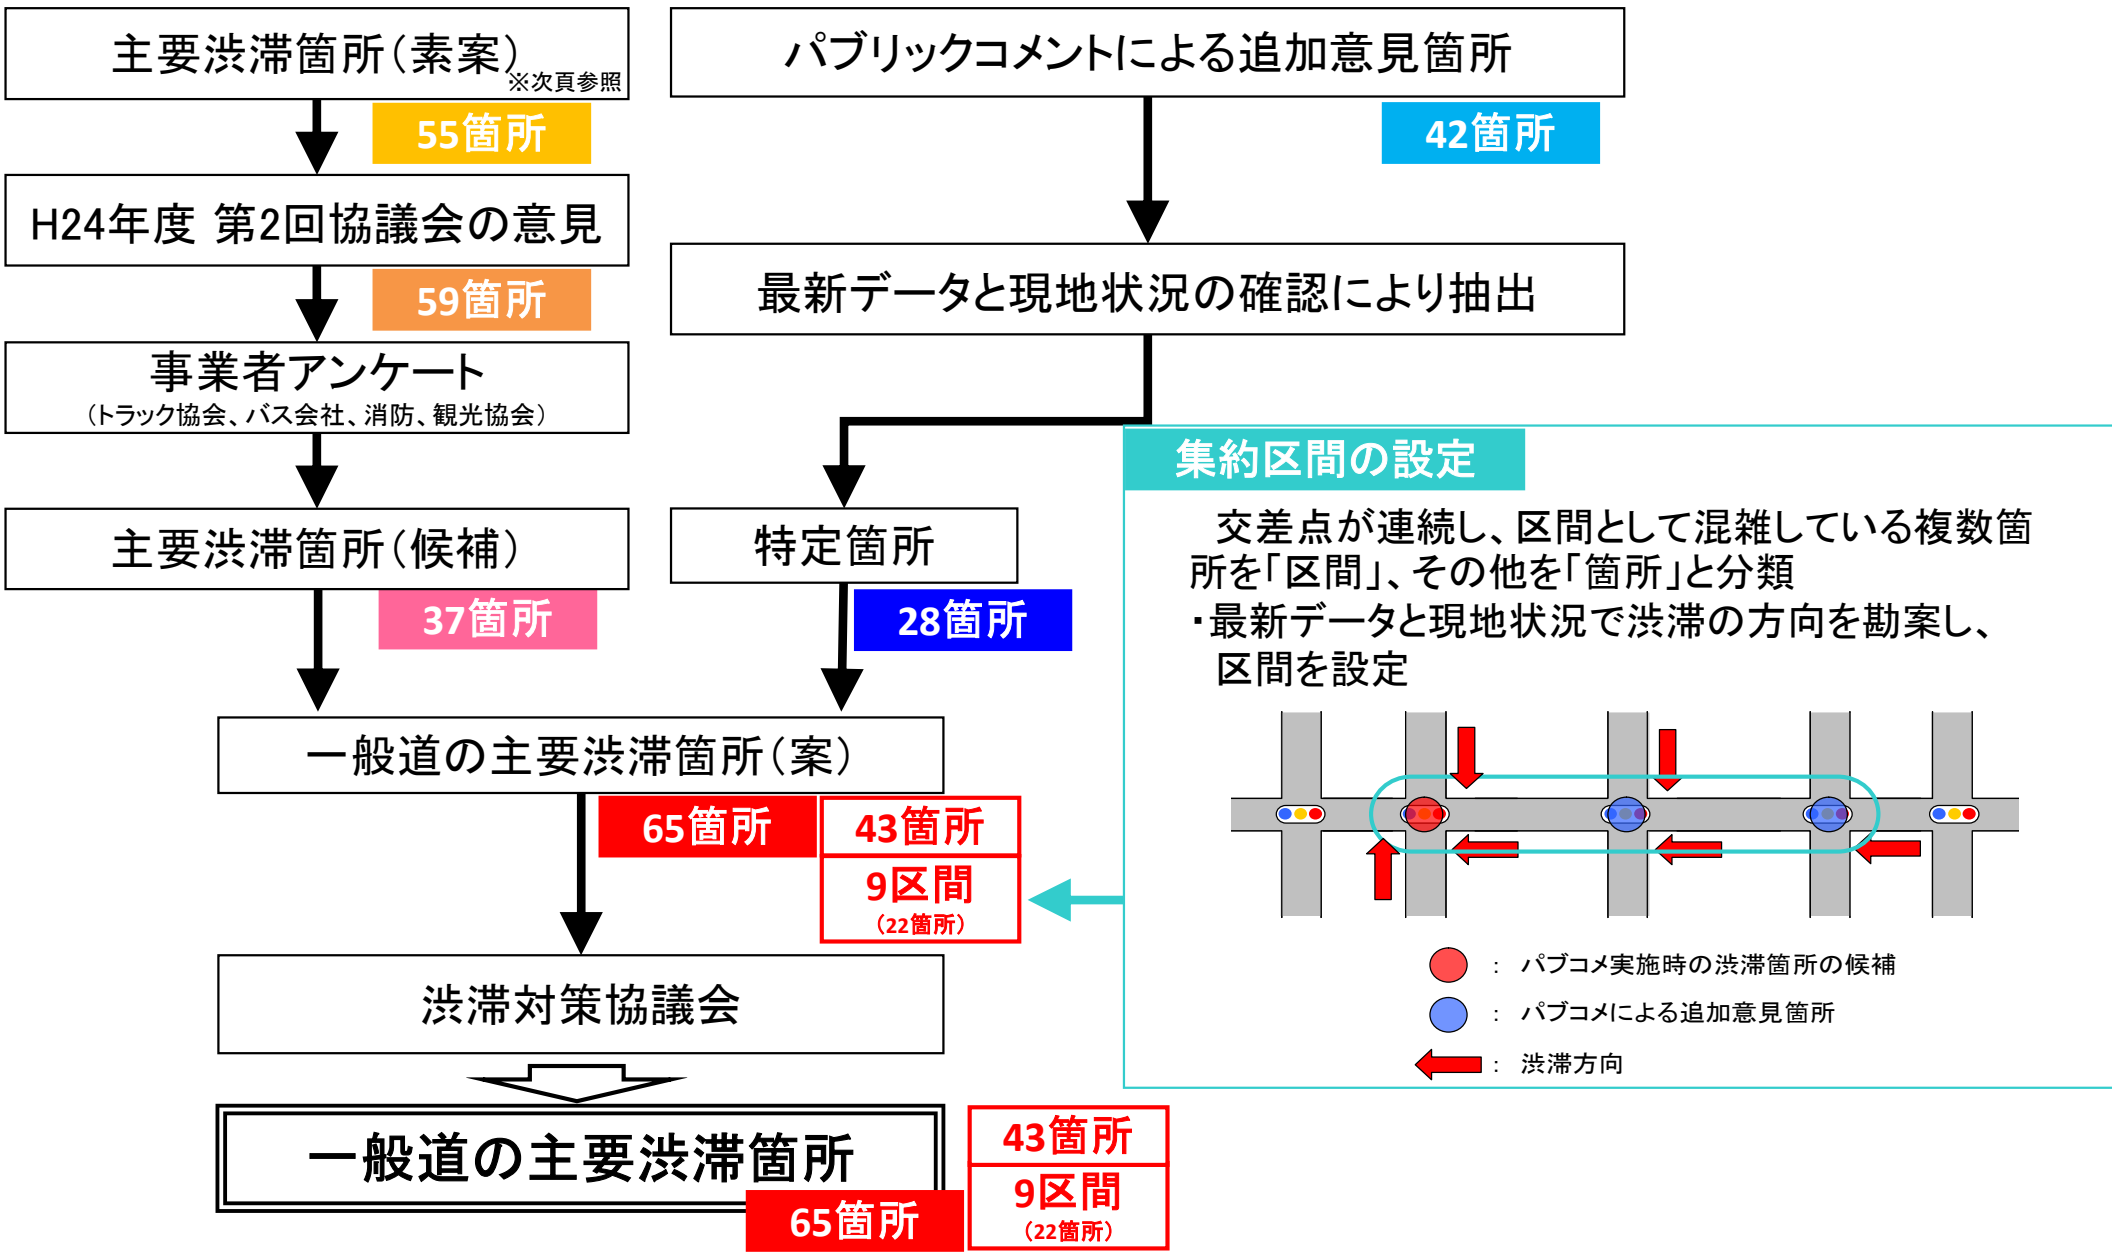 主要渋滞箇所（素案）
※次頁参照
55箇所
H24年度 第2回協議会の意見
59箇所
事業者アンケート
（トラック協会、バス会社、消防、観光協会）
主要渋滞箇所（候補）
37箇所
パブリックコメントによる追加意見箇所
42箇所
最新データと現地状況の確認により抽出
特定箇所
28箇所
一般道の主要渋滞箇所（案）
65箇所
43箇所
9区間
（22箇所）
渋滞対策協議会
一般道の主要渋滞箇所
65箇所
43箇所
9区間
（22箇所）
集約区間の設定
交差点が連続し、区間として混雑している複数箇
所を「区間」、その他を「箇所」と分類
・最新データと現地状況で渋滞の方向を勘案し、
区間を設定
： パブコメ実施時の渋滞箇所の候補
： パブコメによる追加意見箇所
： 渋滞方向